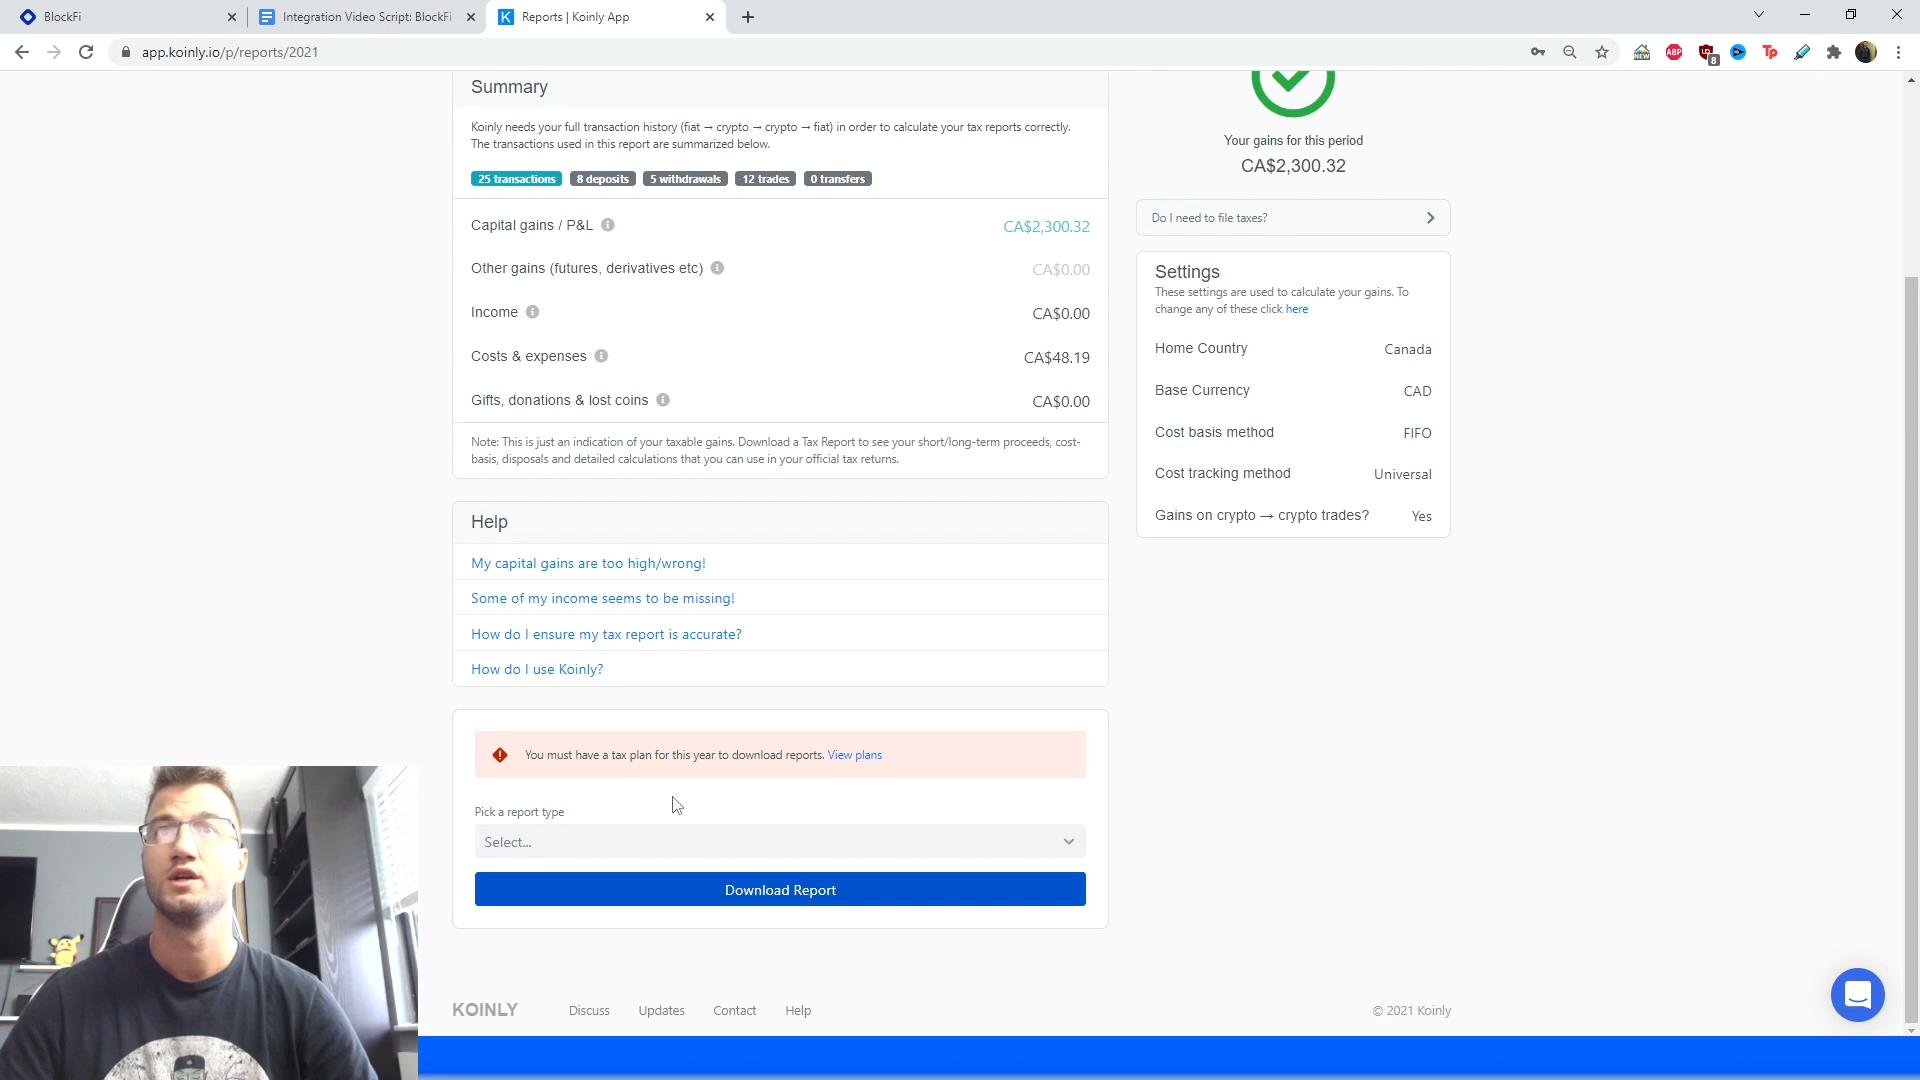 BlockFi
Integration Video Script: BlockFi
Reports | Koinly App
app.koinly.io/p/reports/2021
NEW
ABP
8
Tp
Summary
Koinly needs your full transaction history (fiat → crypto → crypto → fiat) in order to calculate your tax reports correctly.
The transactions used in this report are summarized below.
25 transactions 8 deposits 5 withdrawals 12 trades 0 transfers
Capital gains / P&L CA$2,300.32
Other gains (futures, derivatives etc) CA$0.00
Income CA$0.00
Costs & expenses CA$48.19
Gifts, donations & lost coins CA$0.00
Note: This is just an indication of your taxable gains. Download a Tax Report to see your short/long-term proceeds, cost-
basis, disposals and detailed calculations that you can use in your official tax returns.
Help
My capital gains are too high/wrong!
Some of my income seems to be missing!
How do I ensure my tax report is accurate?
How do I use Koinly?
You must have a tax plan for this year to download reports. View plans
Pick a report type
Select...
Download Report
Your gains for this period
CA$2,300.32
Do I need to file taxes?
Settings
These settings are used to calculate your gains. To
change any of these click here
Home Country Canada
Base Currency CAD
Cost basis method FIFO
Cost tracking method Universal
Gains on crypto → crypto trades? Yes
KOINLY Discuss Updates Contact Help © 2021 Koinly